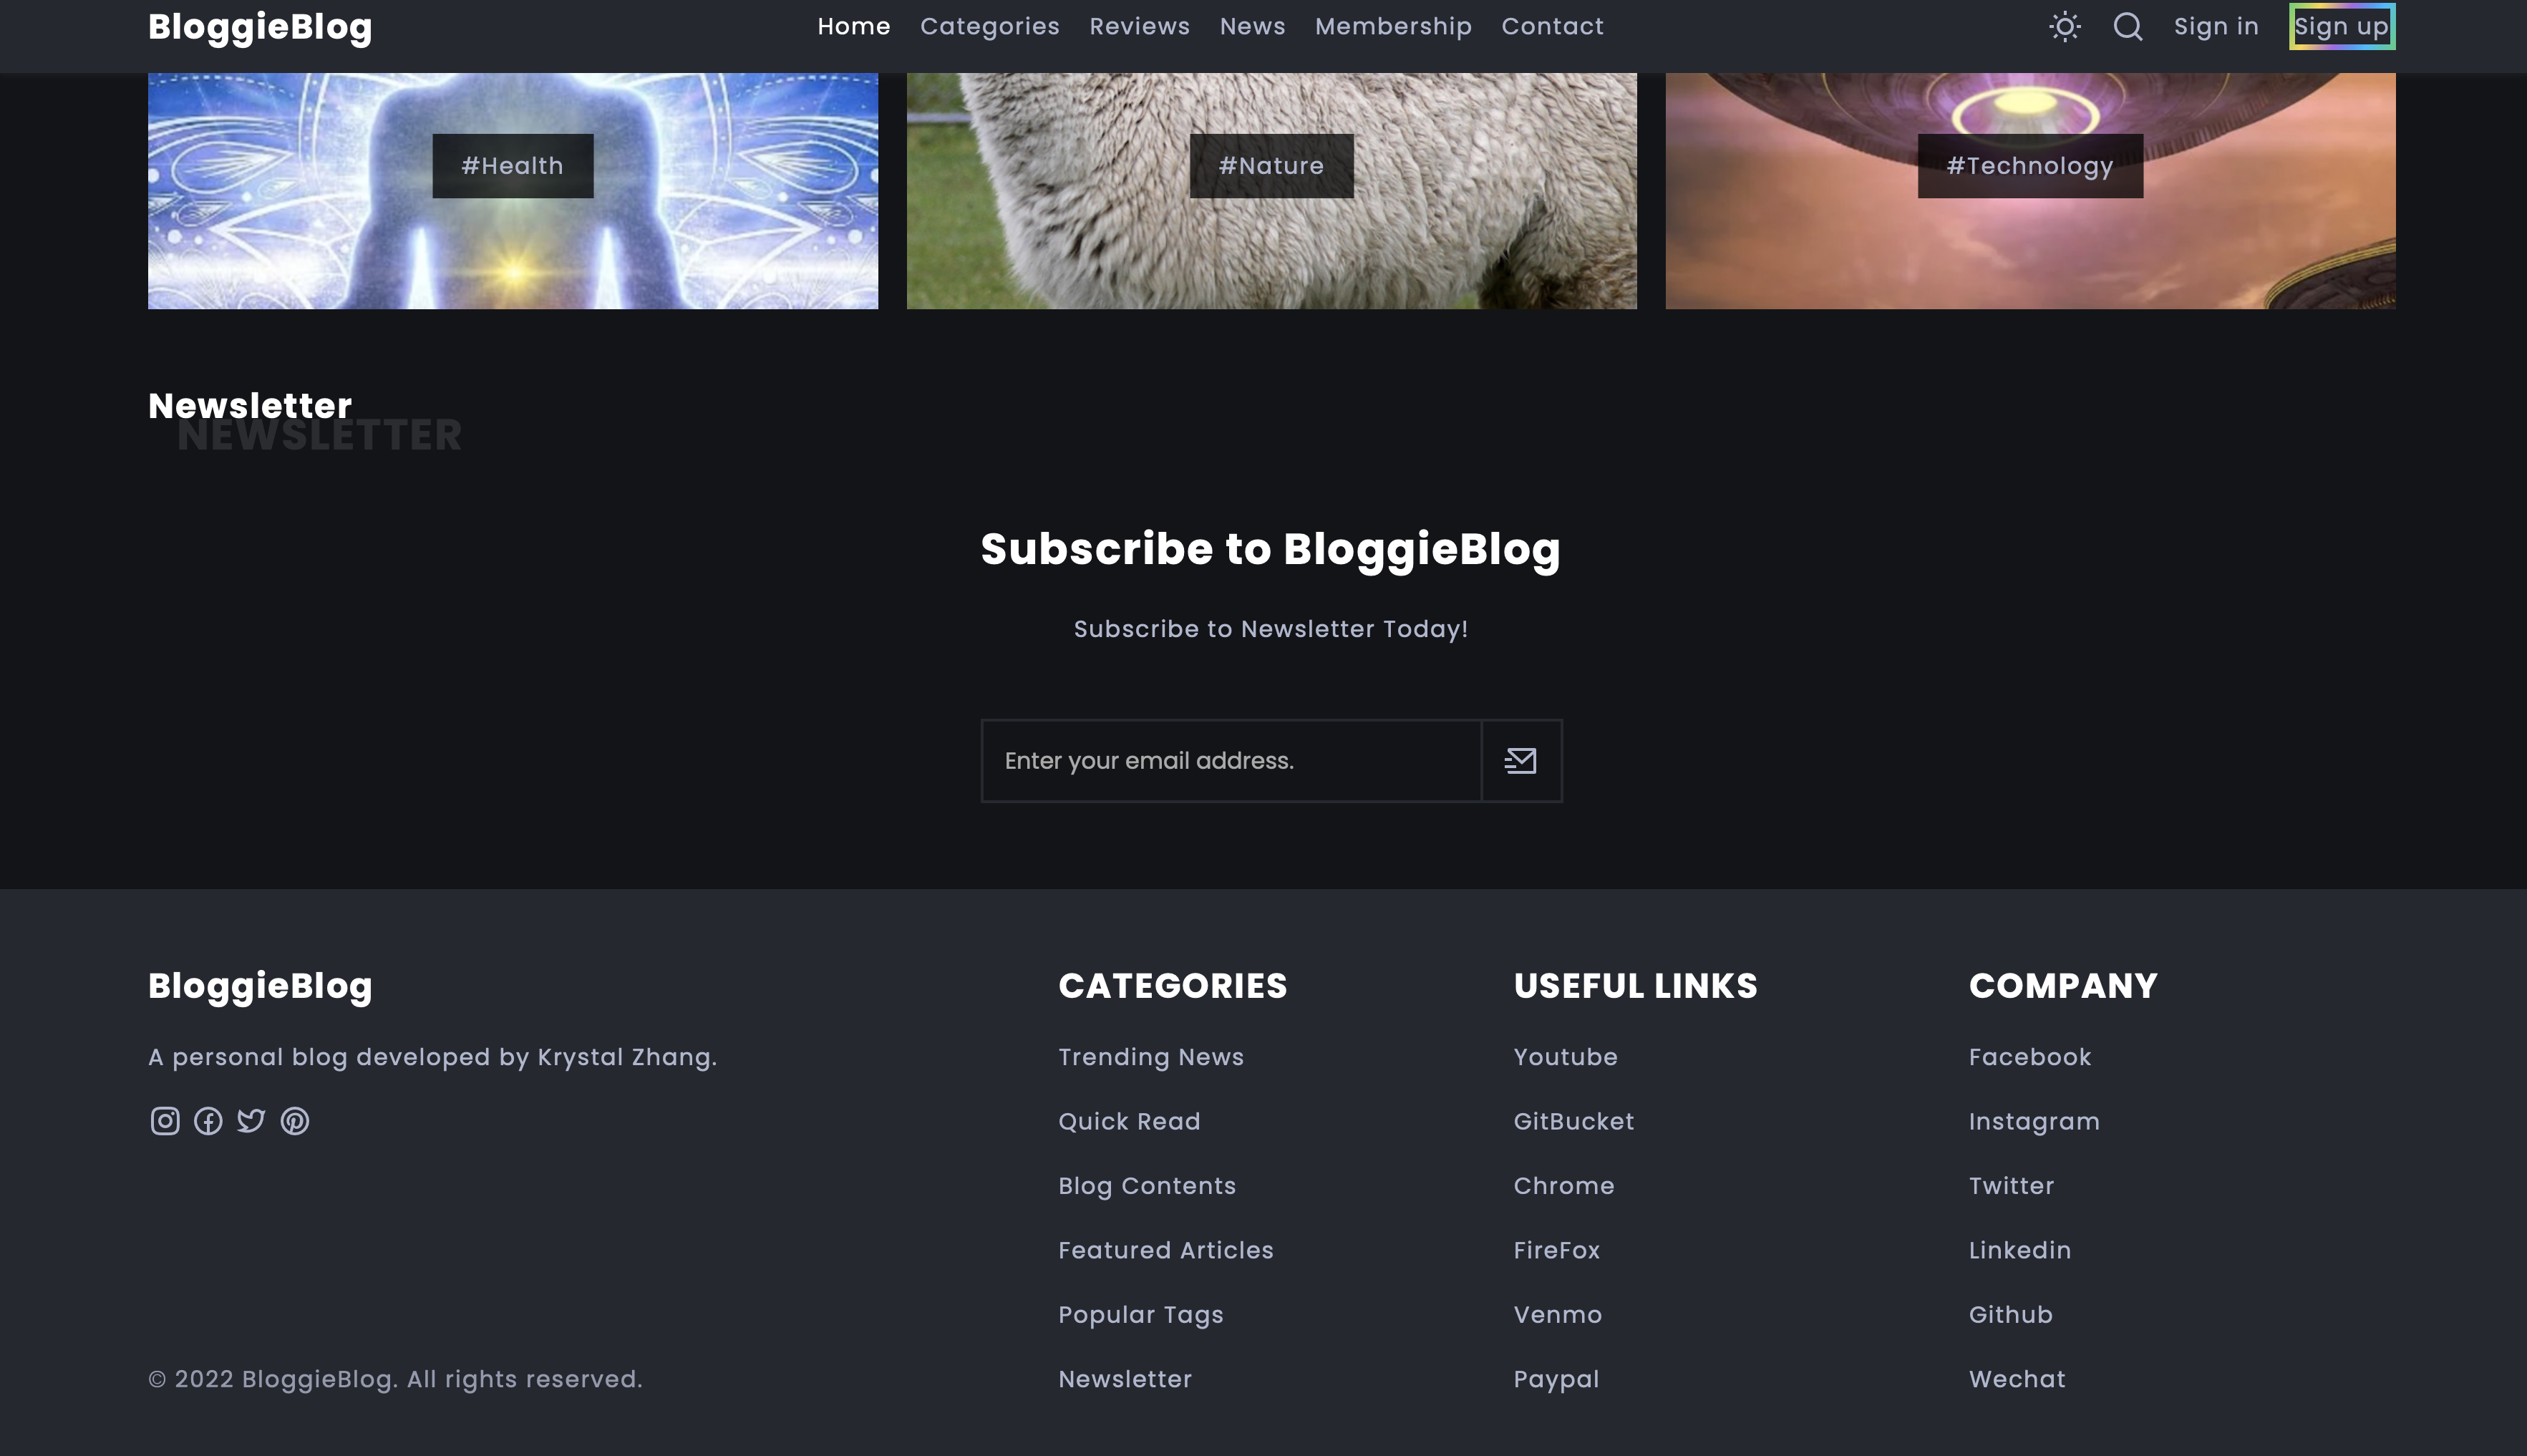 BloggieBlog
Home Categories Reviews News Membership Contact
Sign in Sign up
#Health
#Nature
#Technology
Newsletter
NEWSLETTER
Subscribe to BloggieBlog
Subscribe to Newsletter Today!
Enter your email address.
BloggieBlog
A personal blog developed by Krystal Zhang.
© 2022 BloggieBlog. All rights reserved.
CATEGORIES
Trending News
Quick Read
Blog Contents
Featured Articles
Popular Tags
Newsletter
USEFUL LINKS
Youtube
GitBucket
Chrome
FireFox
Venmo
Paypal
COMPANY
Facebook
Instagram
Twitter
Linkedin
Github
Wechat